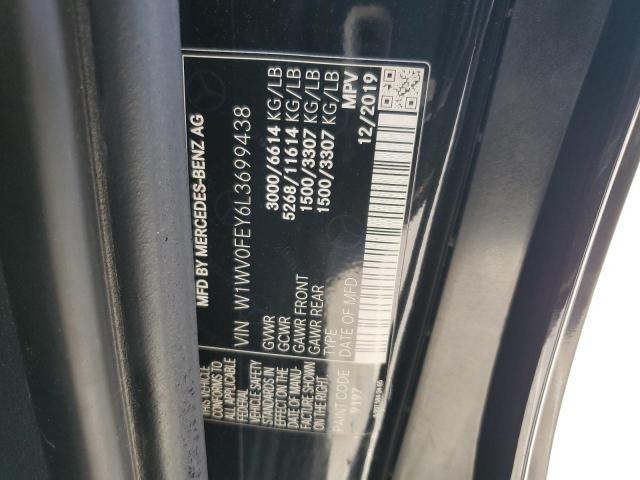 MFD BY MERCEDES-BENZ AG
VIN W1WV0FEY6L3699438
GVWR 3000/6614 KG/LB
GCWR 5268/11614 KG/LB
GAWR FRONT 1500/3307 KG/LB
GAWR REAR 1500/3307 KG/LB
TYPE MPV
DATE OF MFD 12/2019
THIS VEHICLE
CONFORMS TO
ALL APPLICABLE
FEDERAL
VEHICLE SAFETY
STANDARDS IN
EFFECT ON THE
DATE OF MANU-
FACTURE SHOWN
ON THE RIGHT.
PAINT CODE
9197